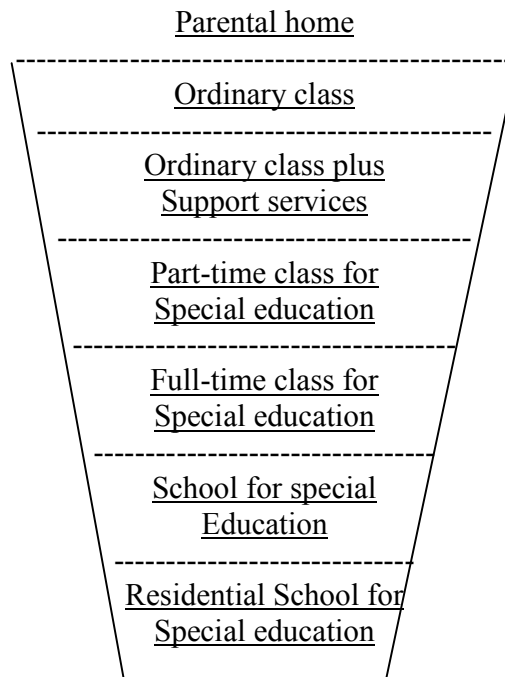 Parental home
Ordinary class
Ordinary class plus
Support services
Part-time class for
Special education
Full-time class for
Special education
School for special
Education
Residential School for
Special education